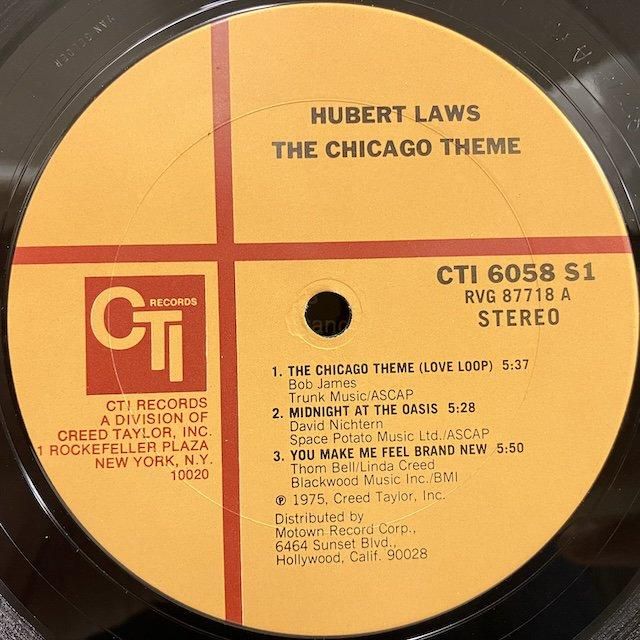 HUBERT LAWS
THE CHICAGO THEME
CTI 6058 S1
RVG 87718 A
STEREO
CTI RECORDS
CTI RECORDS
A DIVISION OF
CREED TAYLOR, INC.
1 ROCKEFELLER PLAZA
NEW YORK, N.Y.
10020
1. THE CHICAGO THEME (LOVE LOOP) 5:37
Bob James
Trunk Music/ASCAP
2. MIDNIGHT AT THE OASIS 5:28
David Nichtern
Space Potato Music Ltd./ASCAP
3. YOU MAKE ME FEEL BRAND NEW 5:50
Thom Bell/Linda Creed
Blackwood Music Inc./BMI
℗ 1975, Creed Taylor, Inc.
Distributed by
Motown Record Corp.,
6464 Sunset Blvd.,
Hollywood, Calif. 90028
VAN GELDER
A